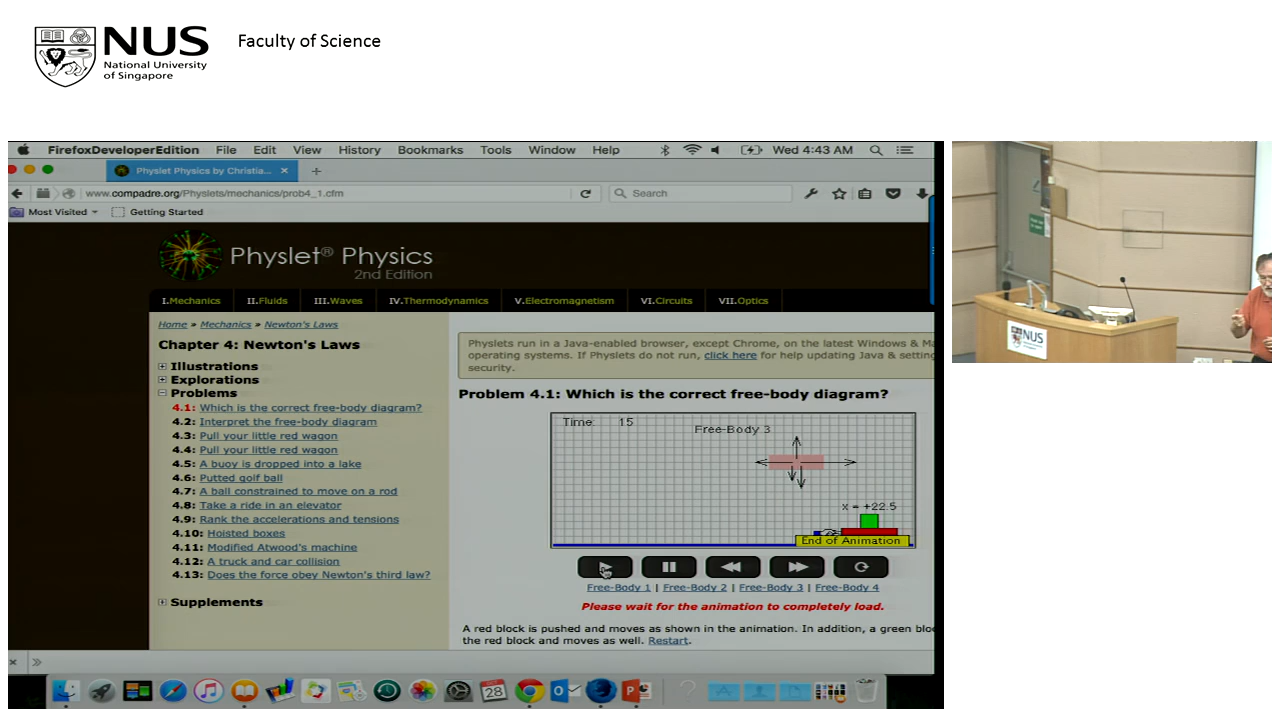 NUS
National University
of Singapore
Faculty of Science
FirefoxDeveloperEdition File Edit View History Bookmarks Tools Window Help Wed 4:43 AM
Physlet Physics by Christia... × +
www.compadre.org/Physlets/mechanics/prob4_1.cfm Search
Most Visited Getting Started
Physlet® Physics
2nd Edition
I.Mechanics II.Fluids III.Waves IV.Thermodynamics V.Electromagnetism VI.Circuits VII.Optics
Home » Mechanics » Newton's Laws
Chapter 4: Newton's Laws
Illustrations
Explorations
Problems
4.1: Which is the correct free-body diagram?
4.2: Interpret the free-body diagram
4.3: Pull your little red wagon
4.4: Pull your little red wagon
4.5: A buoy is dropped into a lake
4.6: Putted golf ball
4.7: A ball constrained to move on a rod
4.8: Take a ride in an elevator
4.9: Rank the accelerations and tensions
4.10: Hoisted boxes
4.11: Modified Atwood's machine
4.12: A truck and car collision
4.13: Does the force obey Newton's third law?
Supplements
Physlets run in a Java-enabled browser, except Chrome, on the latest Windows & Ma
operating systems. If Physlets do not run, click here for help updating Java & setting
security.
Problem 4.1: Which is the correct free-body diagram?
Time: 15
Free-Body 3
x = +22.5
End of Animation
Free-Body 1 | Free-Body 2 | Free-Body 3 | Free-Body 4
Please wait for the animation to completely load.
A red block is pushed and moves as shown in the animation. In addition, a green blo
the red block and moves as well. Restart.
28
NUS